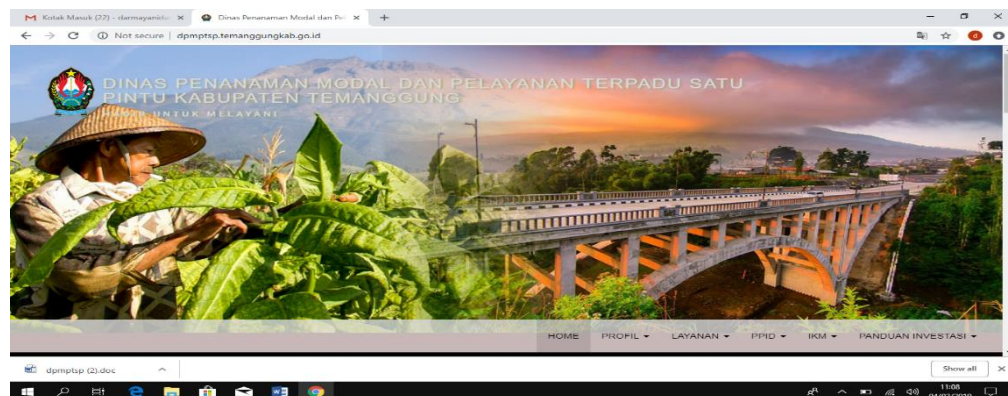 Kotak Masuk (22) - darmayanida
Dinas Penanaman Modal dan Pel
Not secure | dpmptsp.temanggungkab.go.id
DINAS PENANAMAN MODAL DAN PELAYANAN TERPADU SATU
PINTU KABUPATEN TEMANGGUNG
UNTUK MELAYANI
HOME PROFIL LAYANAN PPID IKM PANDUAN INVESTASI
dpmptsp (2).doc
Show all
11:08